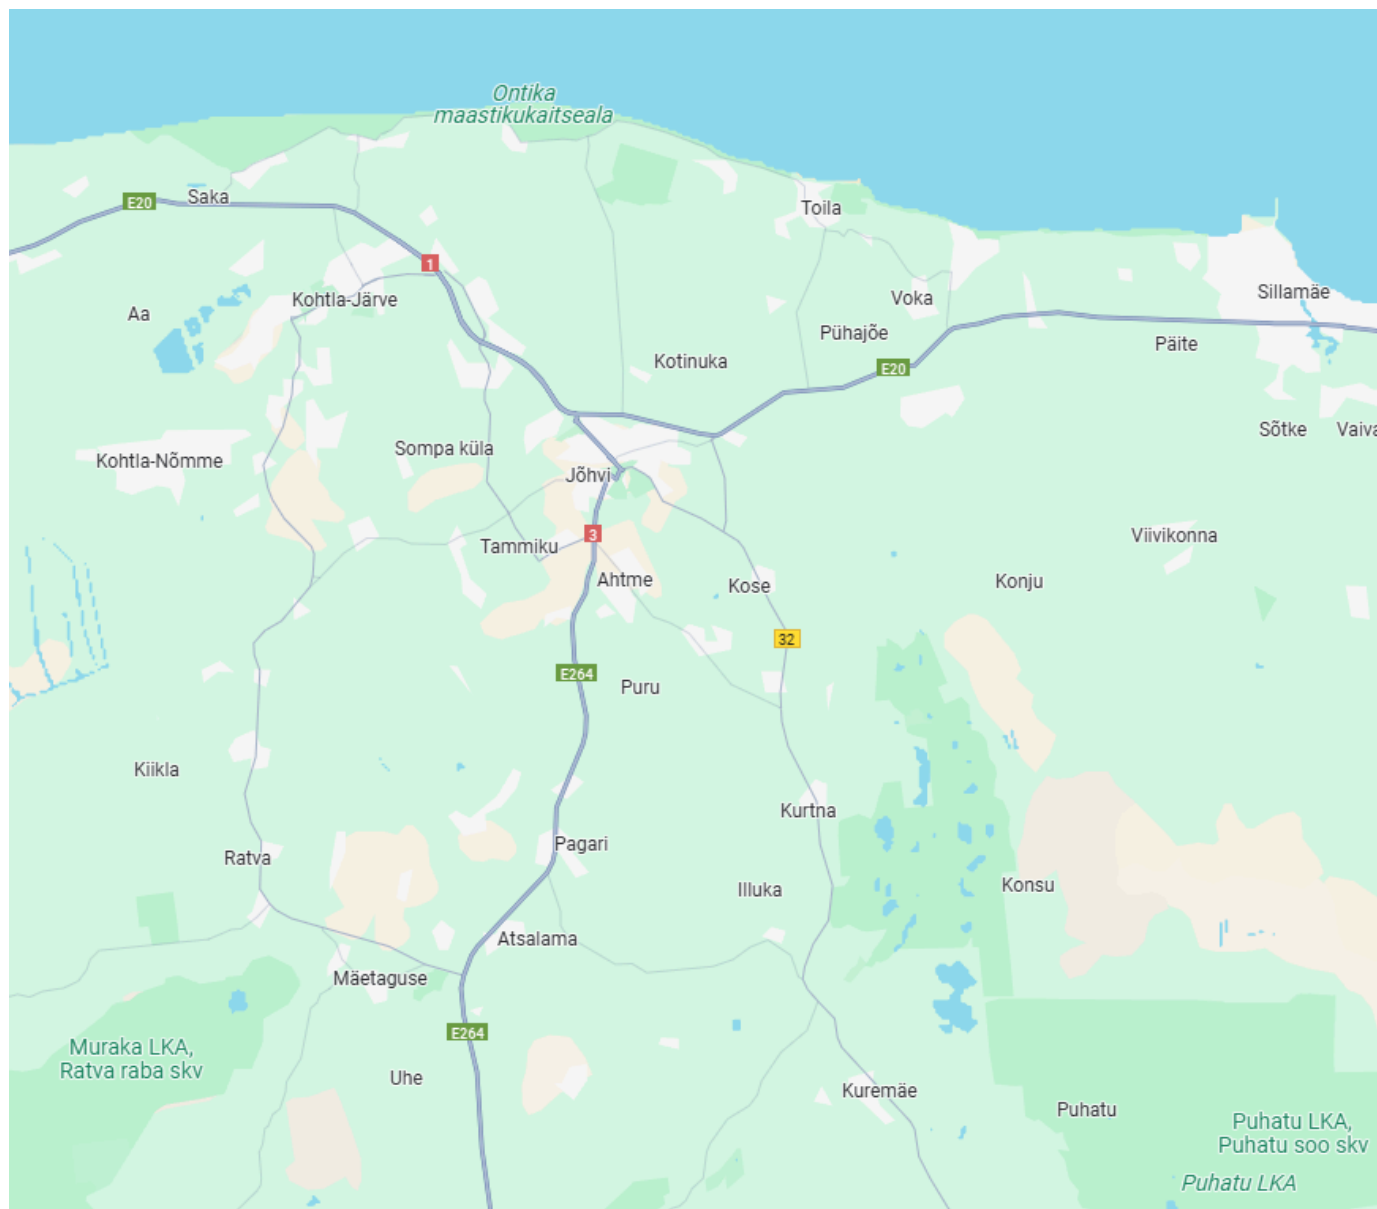 Ontika
maastikukaitseala
E20
Saka
Toila
1
Kohtla-Järve
Voka
Sillamäe
Aa
Pühajõe
Päite
Kotinuka
E20
Sõtke
Vaiva
Sompa küla
Kohtla-Nõmme
Jõhvi
3
Viivikonna
Tammiku
Ahtme
Kose
Konju
32
E264
Puru
Kiikla
Kurtna
Pagari
Ratva
Illuka
Konsu
Atsalama
Mäetaguse
E264
Muraka LKA,
Ratva raba skv
Uhe
Kuremäe
Puhatu
Puhatu LKA,
Puhatu soo skv
Puhatu LKA